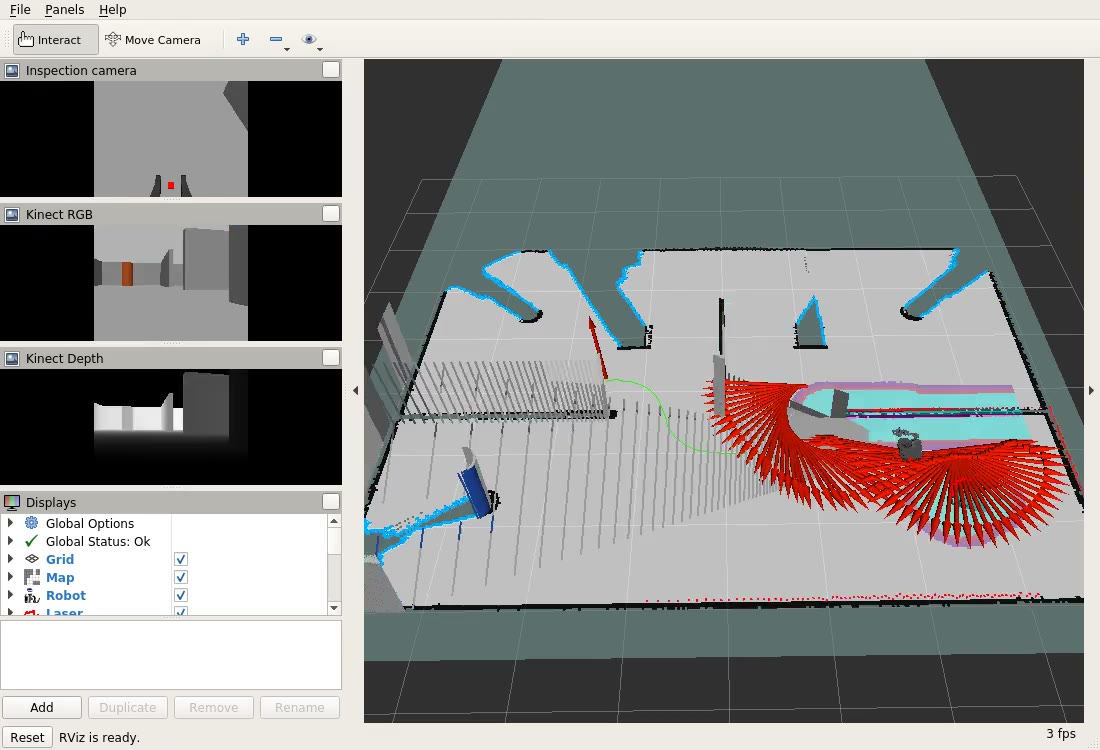 File Panels Help
Interact Move Camera
Inspection camera
Kinect RGB
Kinect Depth
Displays
Global Options
Global Status: Ok
Grid
Map
Robot
Laser
Add Duplicate Remove Rename
Reset RViz is ready. 3 fps